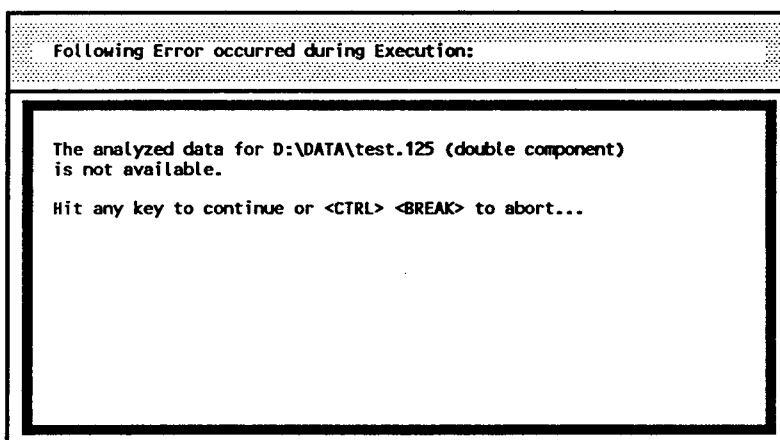 Following Error occurred during Execution:
The analyzed data for D:\DATA\test.125 (double component)
is not available.
Hit any key to continue or <CTRL> <BREAK> to abort...